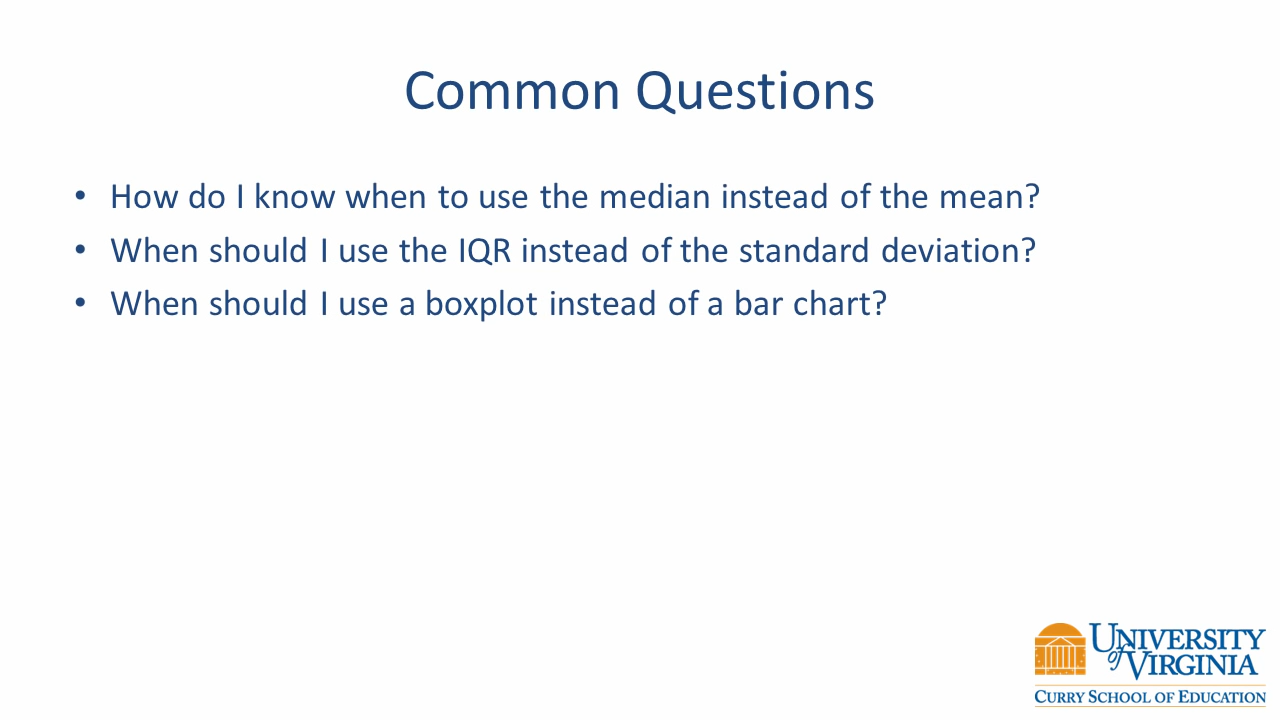 Common Questions
• How do I know when to use the median instead of the mean?
• When should I use the IQR instead of the standard deviation?
• When should I use a boxplot instead of a bar chart?
UNIVERSITY
of VIRGINIA
CURRY SCHOOL OF EDUCATION